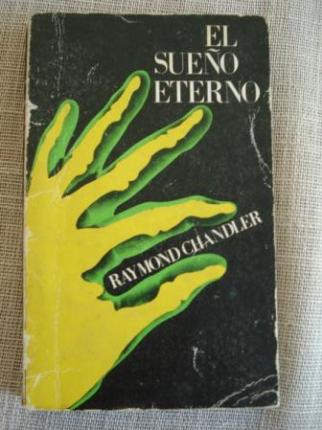 EL
SUEÑO
ETERNO
RAYMOND CHANDLER